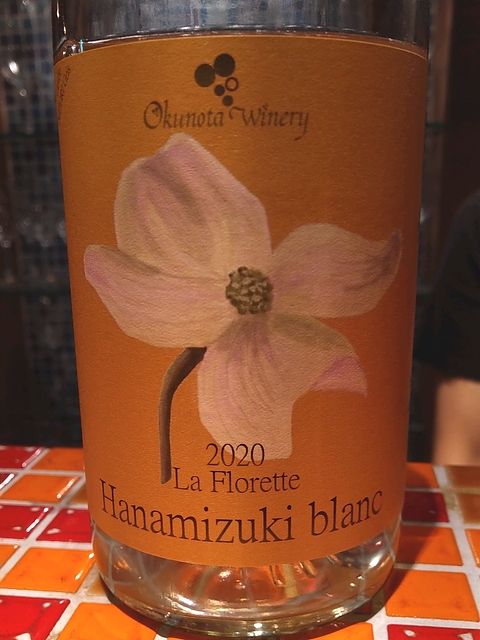 Okunota Winery
2020
La Florette
Hanamizuki blanc